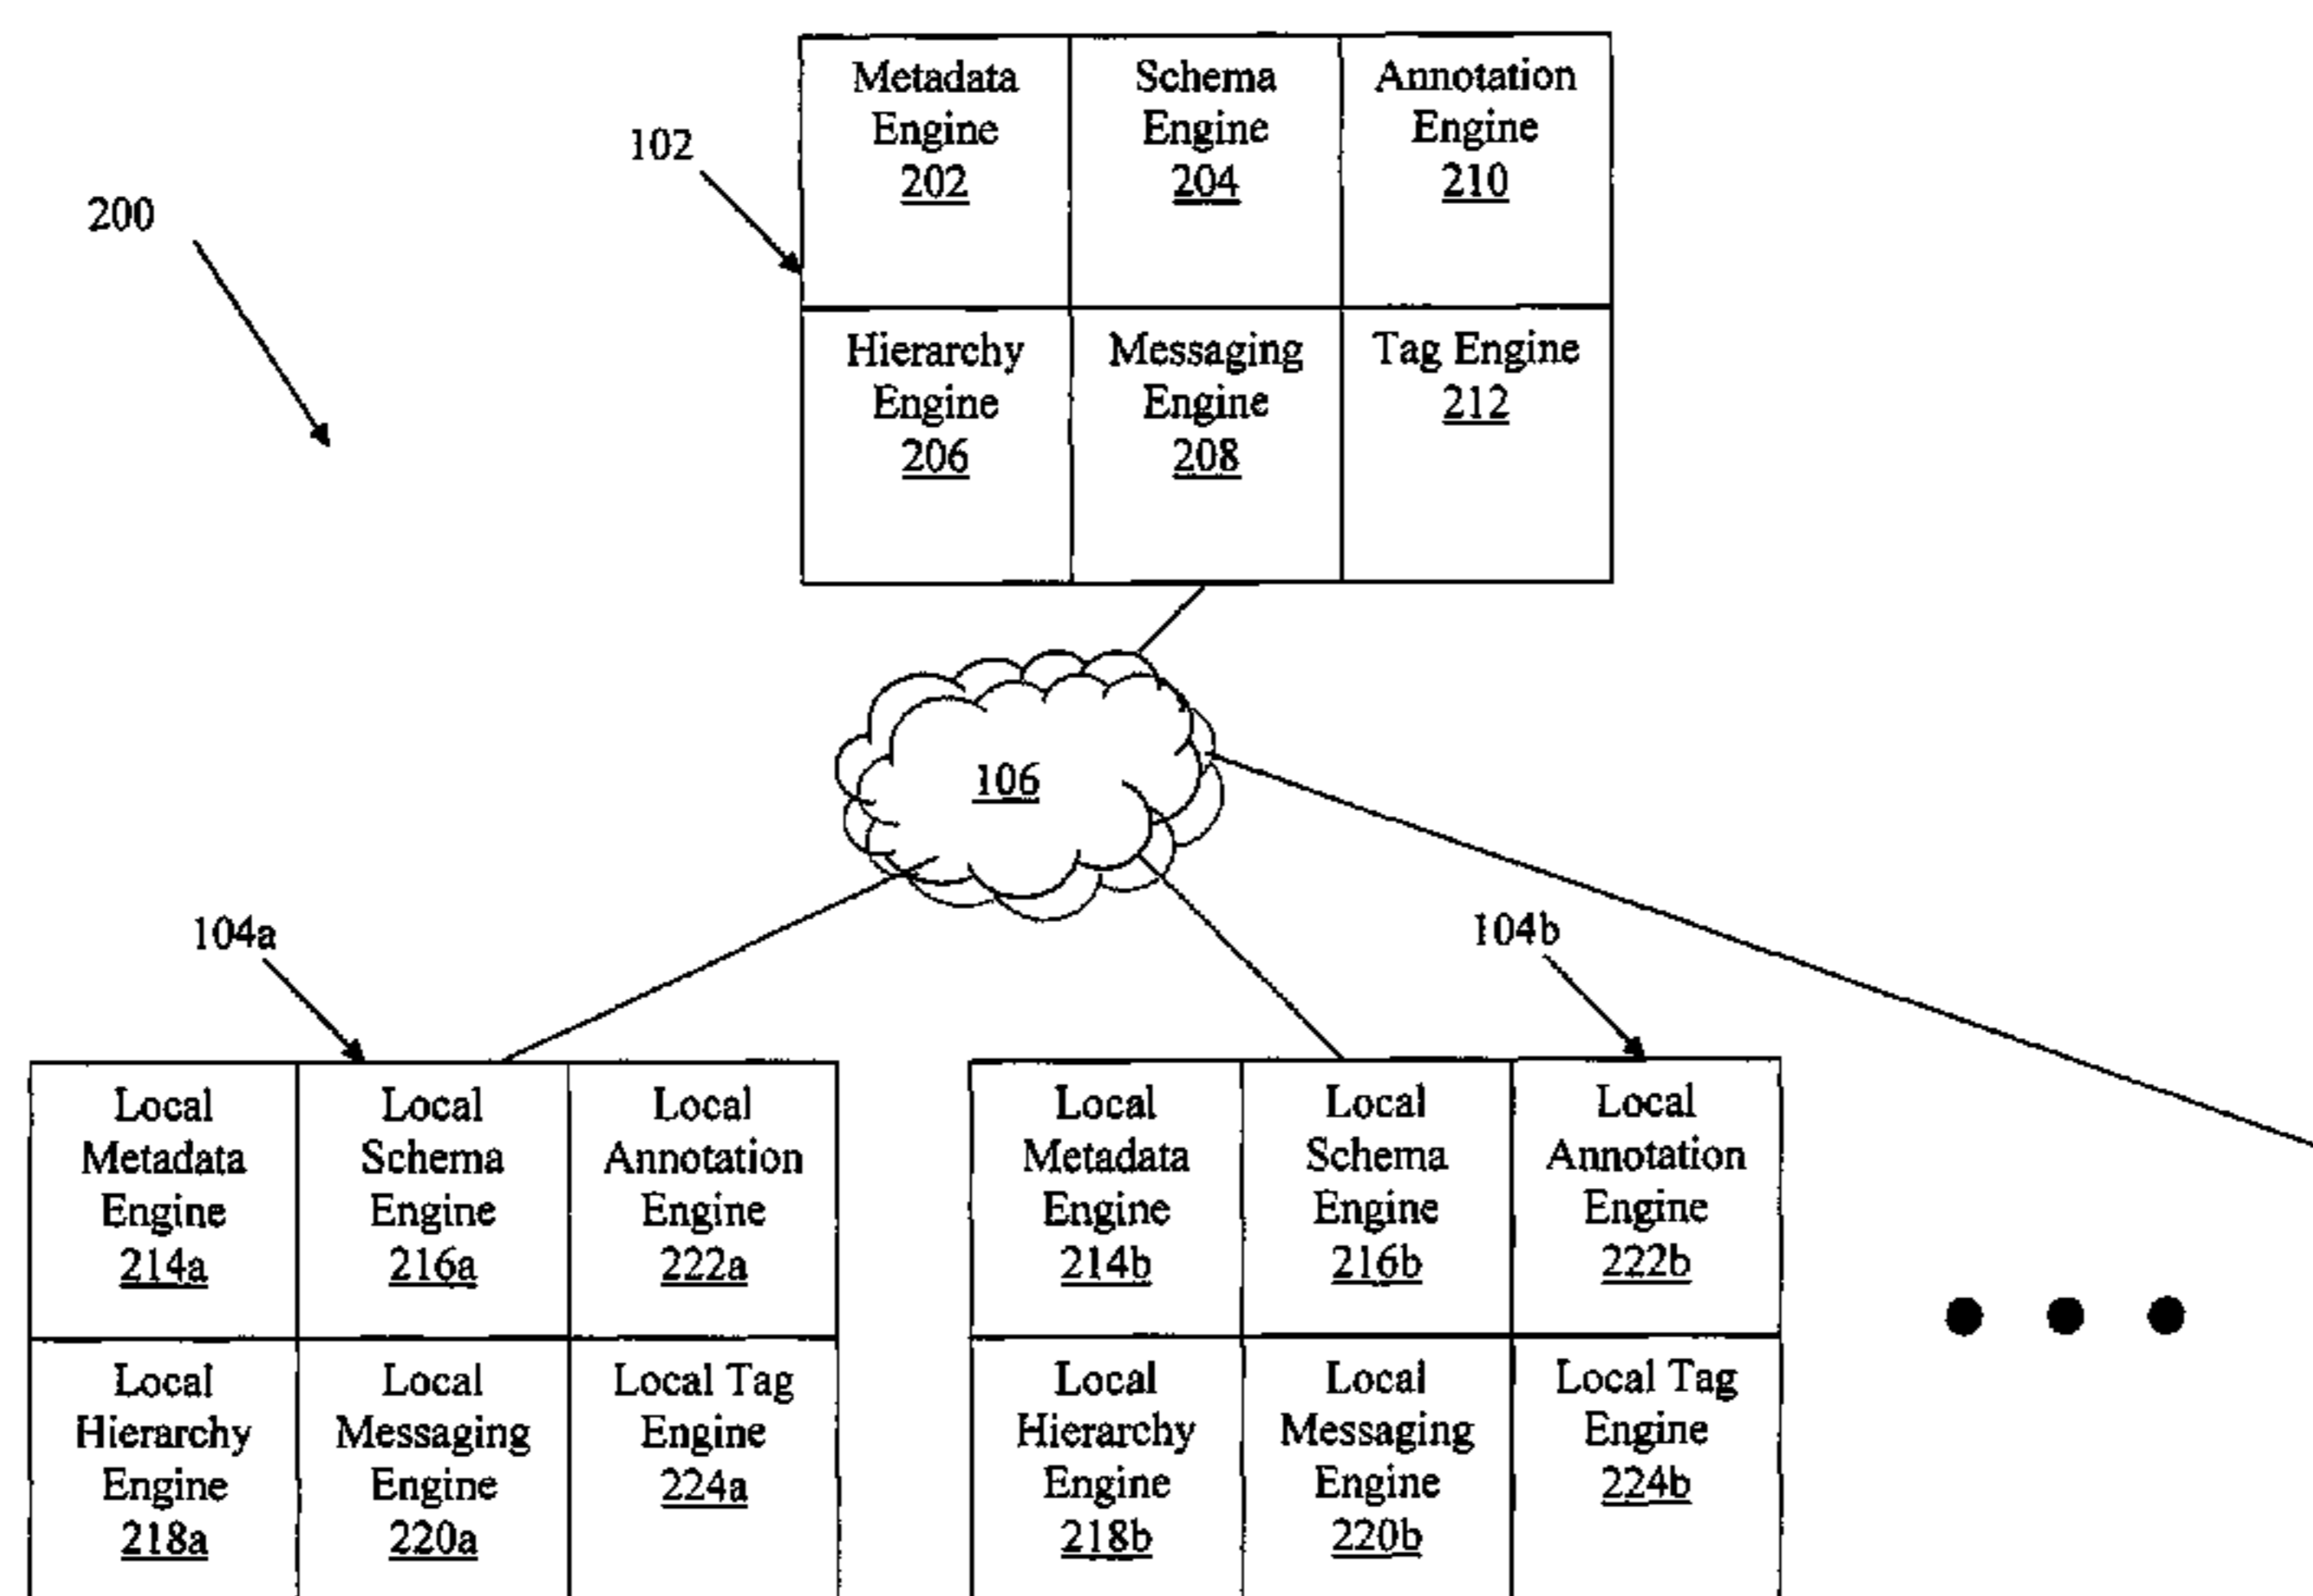 200
102
Metadata
Engine
202
Schema
Engine
204
Annotation
Engine
210
Hierarchy
Engine
206
Messaging
Engine
208
Tag Engine
212
106
104a
104b
Local
Metadata
Engine
214a
Local
Schema
Engine
216a
Local
Annotation
Engine
222a
Local
Hierarchy
Engine
218a
Local
Messaging
Engine
220a
Local Tag
Engine
224a
Local
Metadata
Engine
214b
Local
Schema
Engine
216b
Local
Annotation
Engine
222b
Local
Hierarchy
Engine
218b
Local
Messaging
Engine
220b
Local Tag
Engine
224b